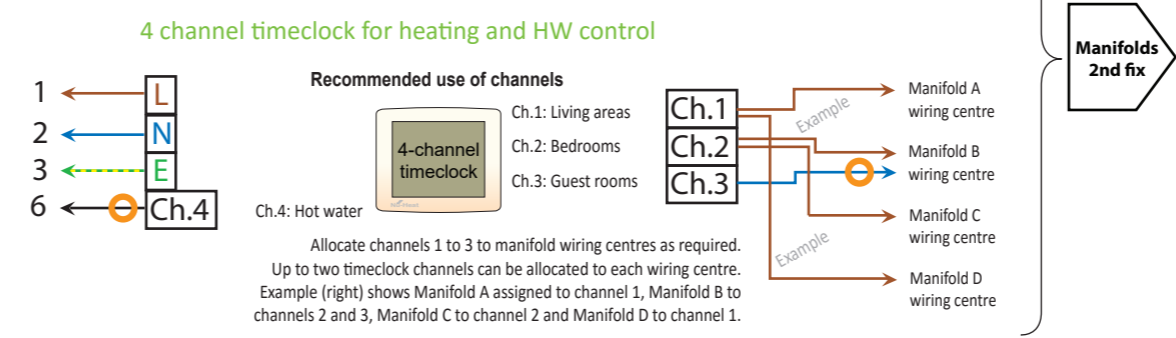 4 channel timeclock for heating and HW control
Manifolds
2nd fix
1
L
2
N
3
E
6
Ch.4
Recommended use of channels
4-channel
timeclock
Ch.1: Living areas
Ch.2: Bedrooms
Ch.3: Guest rooms
Ch.4: Hot water
Allocate channels 1 to 3 to manifold wiring centres as required.
Up to two timeclock channels can be allocated to each wiring centre.
Example (right) shows Manifold A assigned to channel 1, Manifold B to
channels 2 and 3, Manifold C to channel 2 and Manifold D to channel 1.
Ch.1
Ch.2
Ch.3
Example
Example
Manifold A
wiring centre
Manifold B
wiring centre
Manifold C
wiring centre
Manifold D
wiring centre